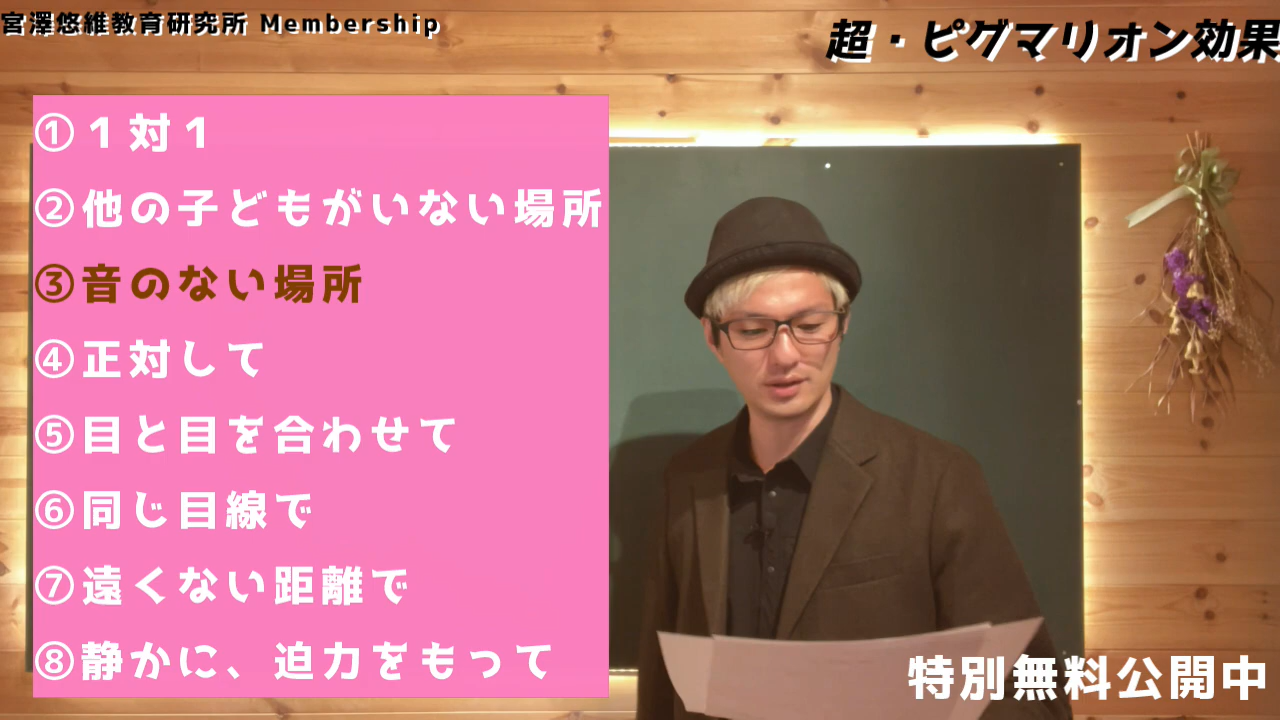 宮澤悠維教育研究所 Membership
超・ピグマリオン効果
①１対１
②他の子どもがいない場所
③音のない場所
④正対して
⑤目と目を合わせて
⑥同じ目線で
⑦遠くない距離で
⑧静かに、迫力をもって
特別無料公開中